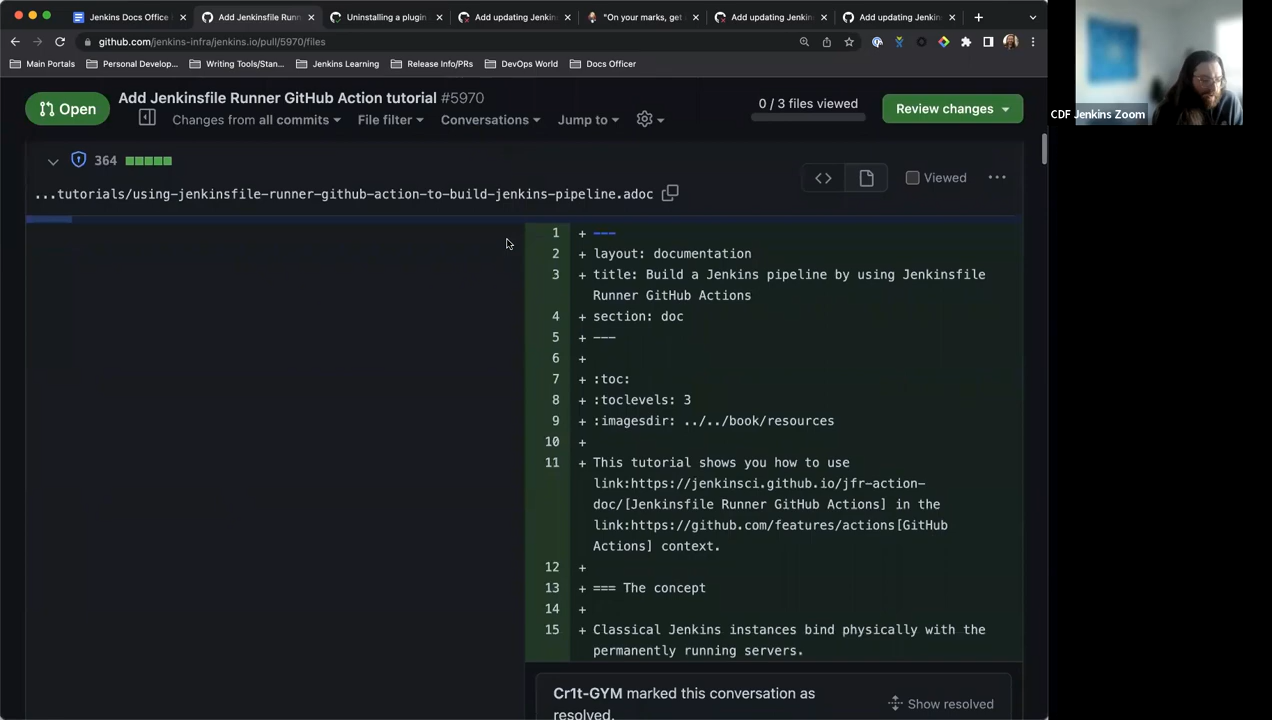 Jenkins Docs Office
Add Jenkinsfile Runn
Uninstalling a plugin
Add updating Jenkin
"On your marks, get
Add updating Jenkin
Add updating Jenkin
github.com/jenkins-infra/jenkins.io/pull/5970/files
Main Portals
Personal Develop...
Writing Tools/Stan...
Jenkins Learning
Release Info/PRs
DevOps World
Docs Officer
CDF Jenkins Zoom
Open
Add Jenkinsfile Runner GitHub Action tutorial #5970
Changes from all commits
File filter
Conversations
Jump to
0 / 3 files viewed
Review changes
364
...tutorials/using-jenkinsfile-runner-github-action-to-build-jenkins-pipeline.adoc
Viewed
1 + ---
2 + layout: documentation
3 + title: Build a Jenkins pipeline by using Jenkinsfile
Runner GitHub Actions
4 + section: doc
5 + ---
6 +
7 + :toc:
8 + :toclevels: 3
9 + :imagesdir: ../../book/resources
10 +
11 + This tutorial shows you how to use
link:https://jenkinsci.github.io/jfr-action-
doc/[Jenkinsfile Runner GitHub Actions] in the
link:https://github.com/features/actions[GitHub
Actions] context.
12 +
13 + === The concept
14 +
15 + Classical Jenkins instances bind physically with the
permanently running servers.
Cr1t-GYM marked this conversation as
resolved.
Show resolved